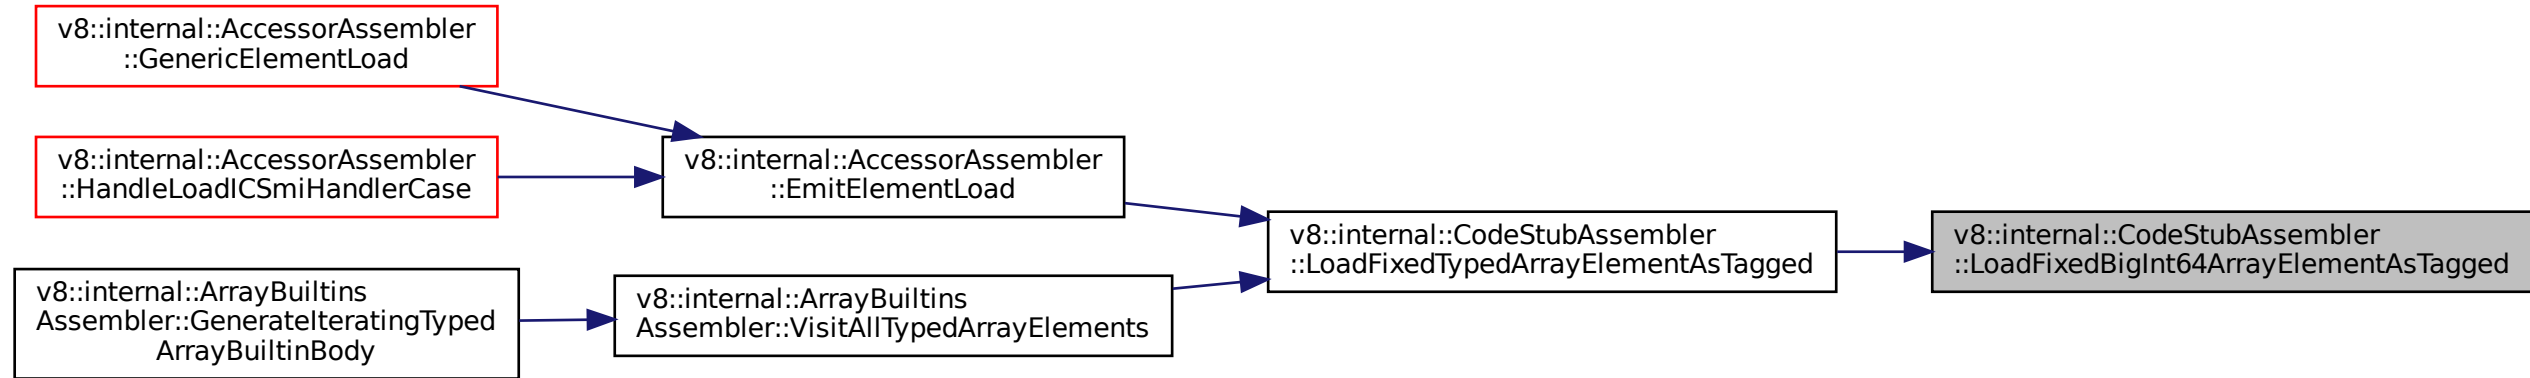 v8::internal::AccessorAssembler
::GenericElementLoad
v8::internal::AccessorAssembler
::HandleLoadICSmiHandlerCase
v8::internal::ArrayBuiltins
Assembler::GenerateIteratingTyped
ArrayBuiltinBody
v8::internal::AccessorAssembler
::EmitElementLoad
v8::internal::ArrayBuiltins
Assembler::VisitAllTypedArrayElements
v8::internal::CodeStubAssembler
::LoadFixedTypedArrayElementAsTagged
v8::internal::CodeStubAssembler
::LoadFixedBigInt64ArrayElementAsTagged